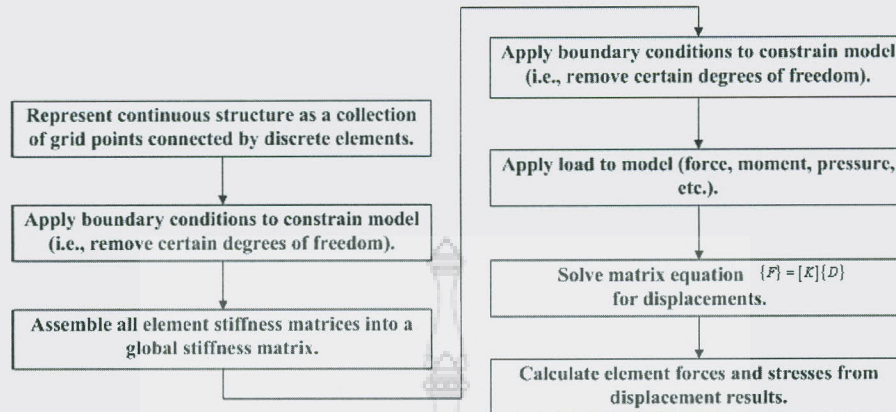 Represent continuous structure as a collection
of grid points connected by discrete elements.
Apply boundary conditions to constrain model
(i.e., remove certain degrees of freedom).
Assemble all element stiffness matrices into a
global stiffness matrix.
Apply boundary conditions to constrain model
(i.e., remove certain degrees of freedom).
Apply load to model (force, moment, pressure,
etc.).
Solve matrix equation {F} = [K]{D}
for displacements.
Calculate element forces and stresses from
displacement results.